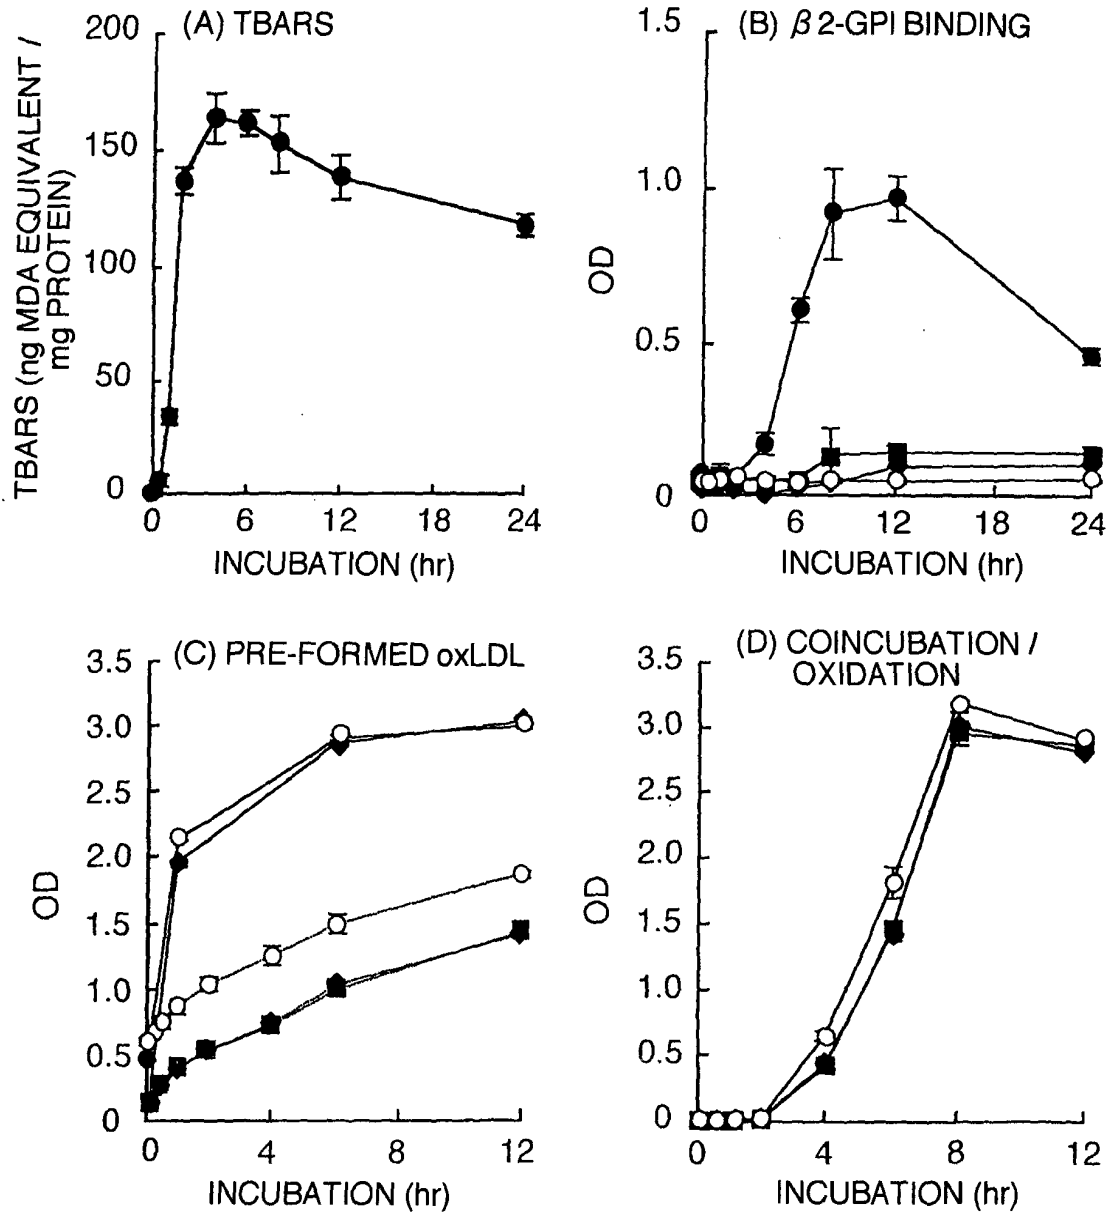 (A) TBARS
TBARS (ng MDA EQUIVALENT /
mg PROTEIN)
200
150
100
50
0
0 6 12 18 24
INCUBATION (hr)
(B) β2-GPI BINDING
OD
1.5
1.0
0.5
0
0 6 12 18 24
INCUBATION (hr)
(C) PRE-FORMED oxLDL
OD
3.5
3.0
2.5
2.0
1.5
1.0
0.5
0
0 4 8 12
INCUBATION (hr)
(D) COINCUBATION /
OXIDATION
OD
3.5
3.0
2.5
2.0
1.5
1.0
0.5
0
0 4 8 12
INCUBATION (hr)